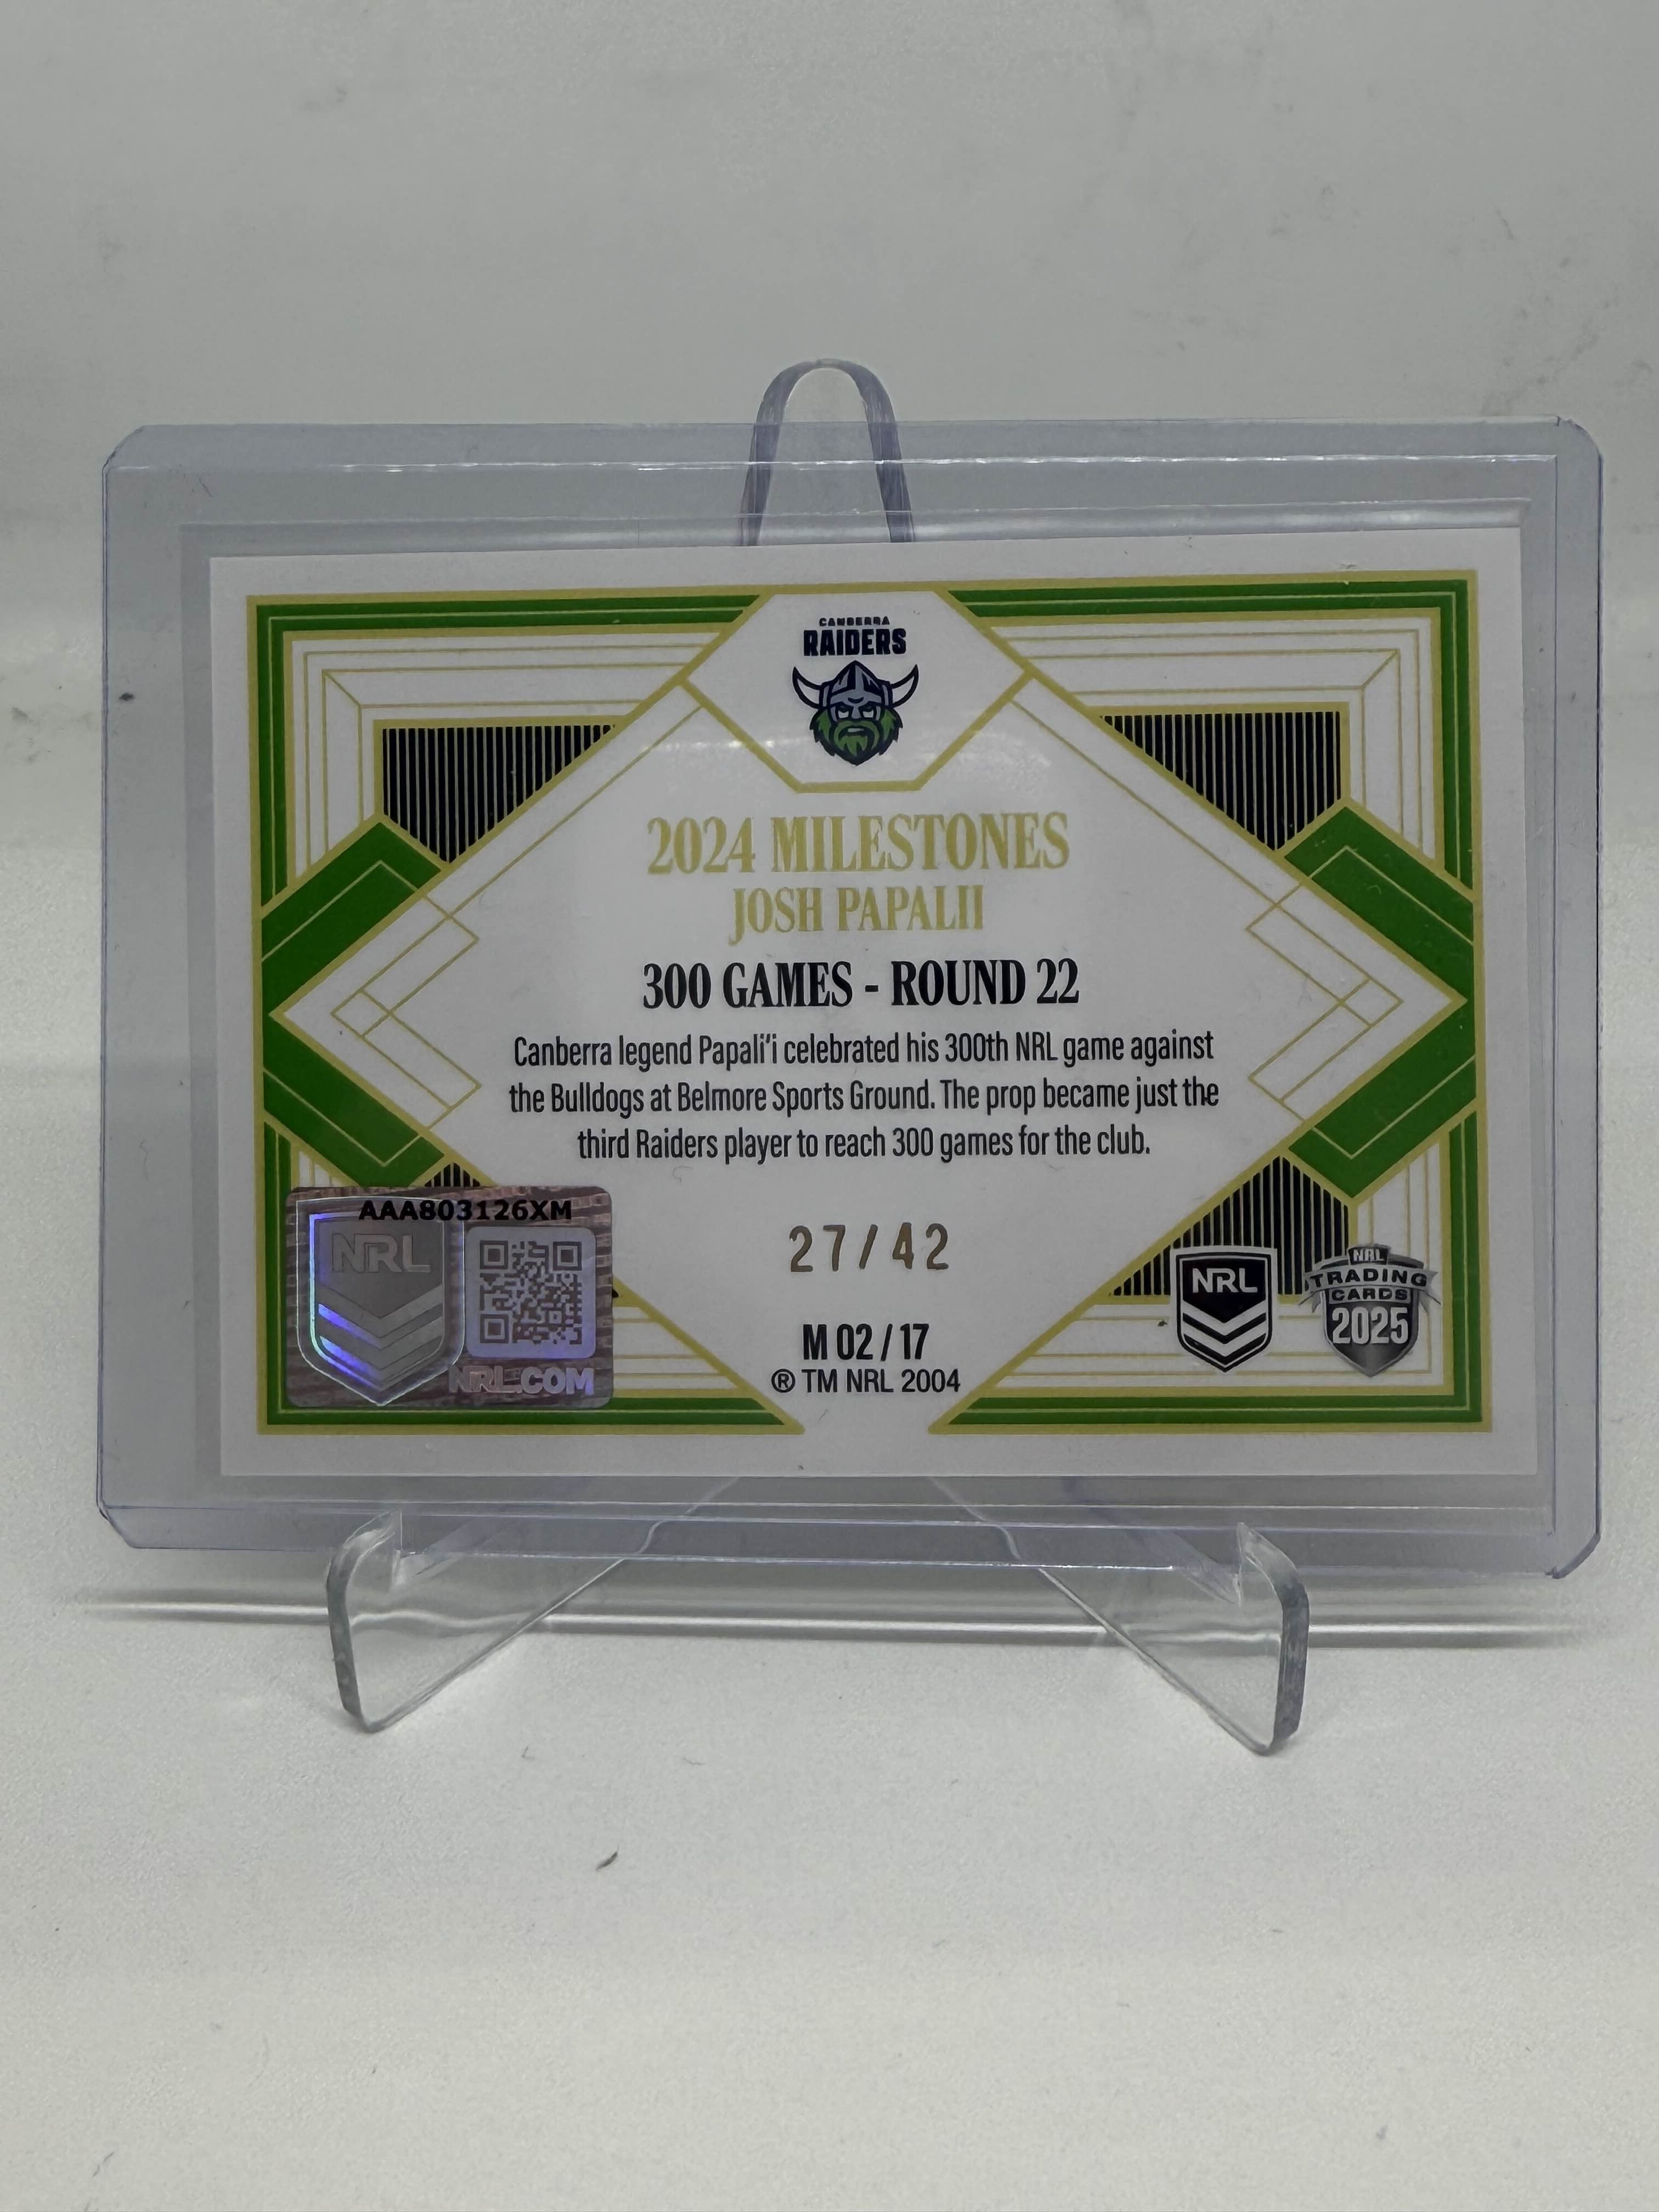 CANBERRA
RAIDERS
2024 MILESTONES
JOSH PAPALII
300 GAMES - ROUND 22
Canberra legend Papali'i celebrated his 300th NRL game against
the Bulldogs at Belmore Sports Ground. The prop became just the
third Raiders player to reach 300 games for the club.
AAA803126XM
NRL
NRL.COM
27/42
M 02 / 17
® TM NRL 2004
NRL
NRL
TRADING
CARDS
2025